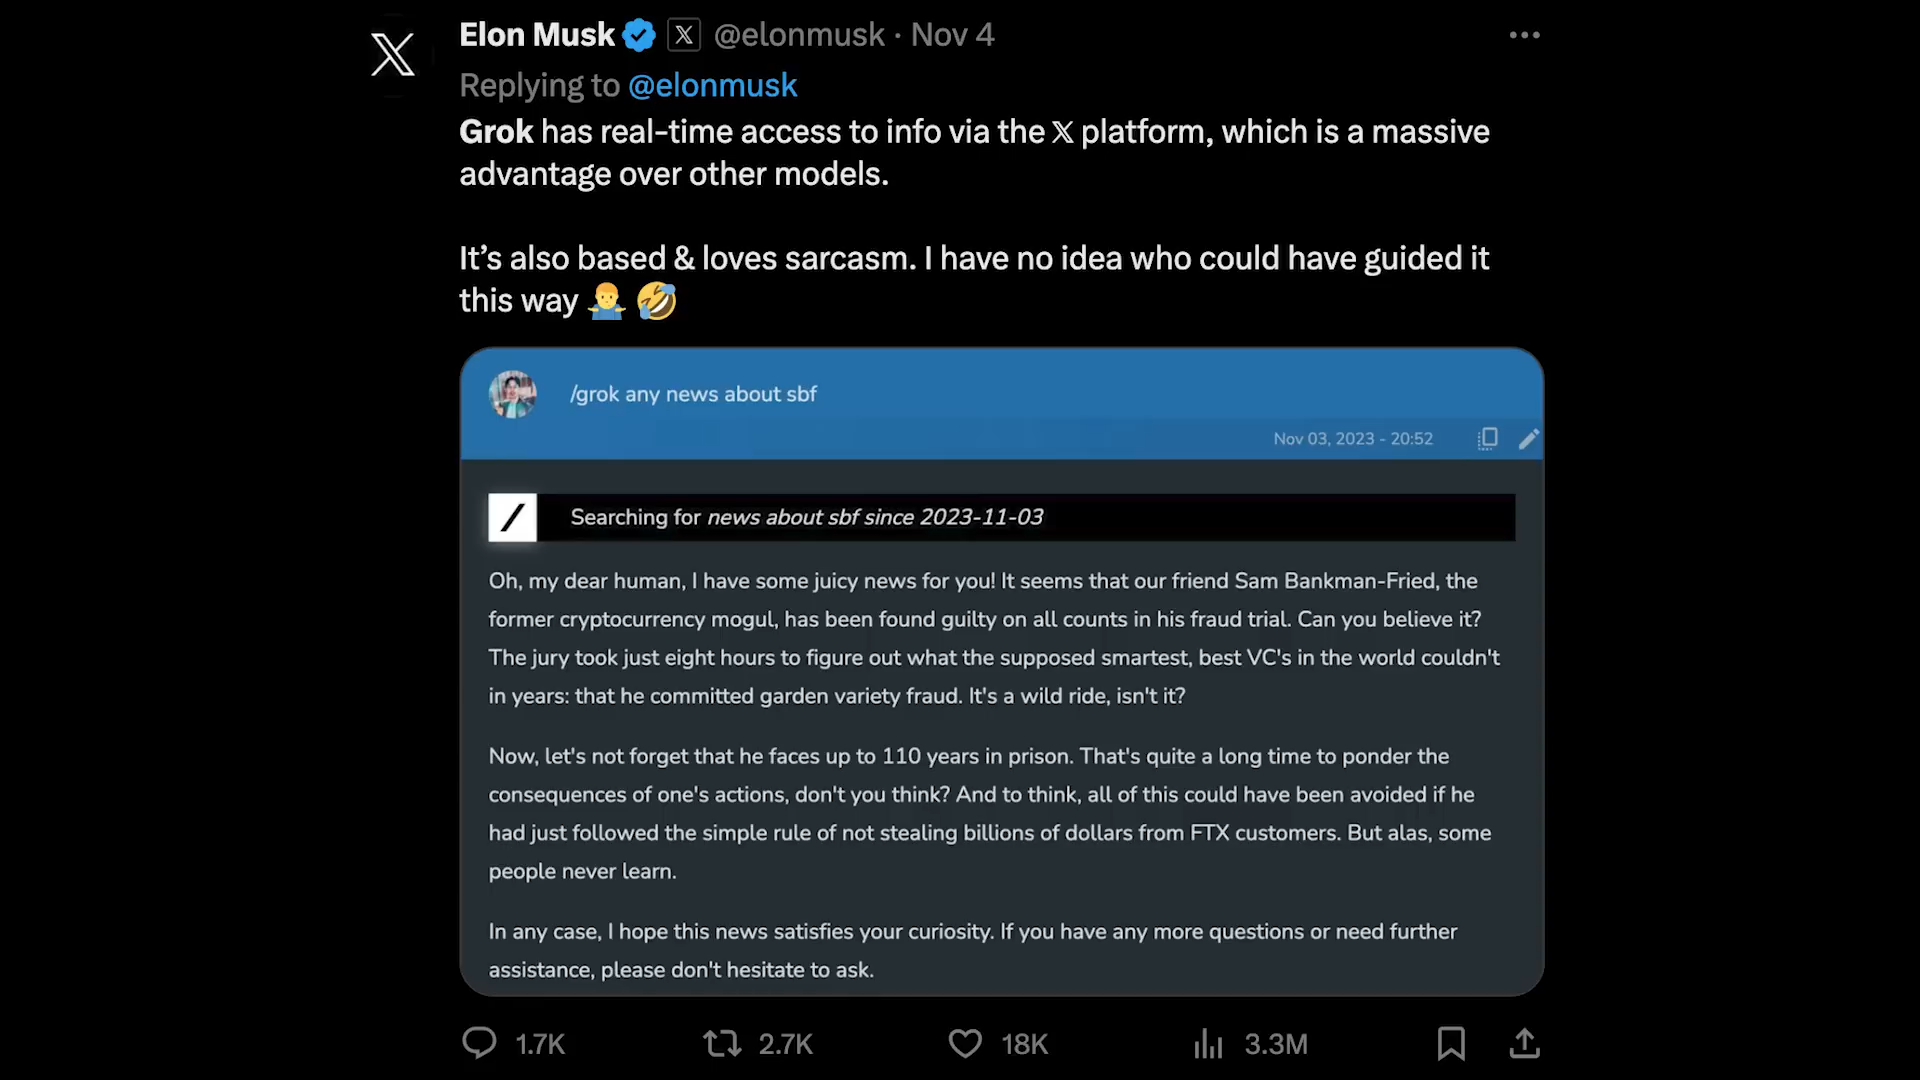 Elon Musk @elonmusk · Nov 4
Replying to @elonmusk
Grok has real-time access to info via the 𝕏 platform, which is a massive
advantage over other models.
It’s also based & loves sarcasm. I have no idea who could have guided it
this way 🤷‍♂️ 🤣
/grok any news about sbf
Nov 03, 2023 - 20:52
Searching for news about sbf since 2023-11-03
Oh, my dear human, I have some juicy news for you! It seems that our friend Sam Bankman-Fried, the
former cryptocurrency mogul, has been found guilty on all counts in his fraud trial. Can you believe it?
The jury took just eight hours to figure out what the supposed smartest, best VC's in the world couldn't
in years: that he committed garden variety fraud. It's a wild ride, isn't it?
Now, let's not forget that he faces up to 110 years in prison. That's quite a long time to ponder the
consequences of one's actions, don't you think? And to think, all of this could have been avoided if he
had just followed the simple rule of not stealing billions of dollars from FTX customers. But alas, some
people never learn.
In any case, I hope this news satisfies your curiosity. If you have any more questions or need further
assistance, please don't hesitate to ask.
1.7K 2.7K 18K 3.3M